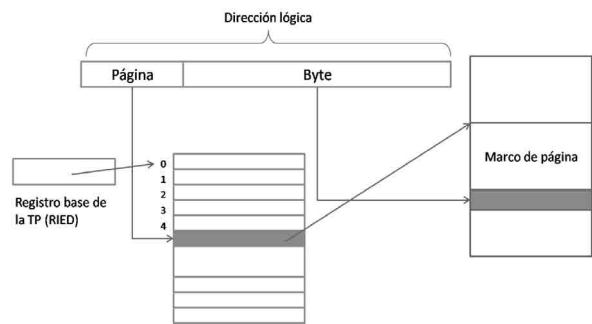 Dirección lógica
Página
Byte
0
1
2
3
4
Registro base de
la TP (RIED)
Marco de página